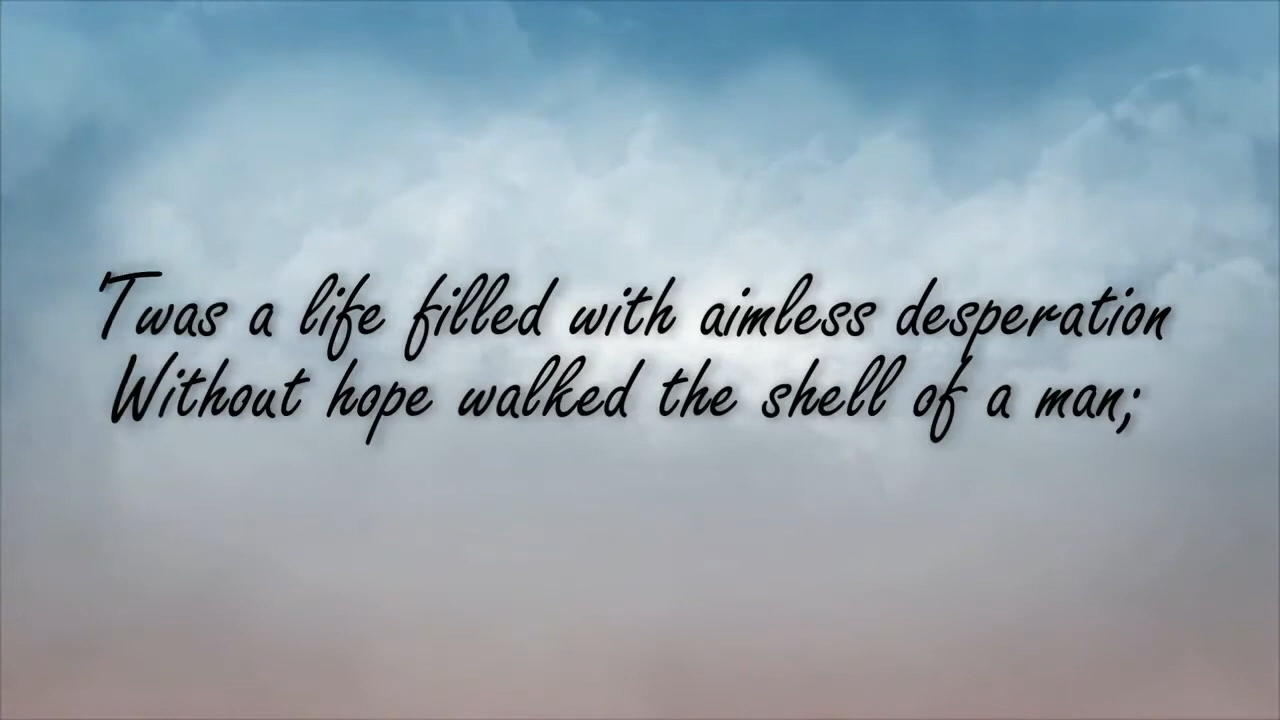 'Twas a life filled with aimless desperation
Without hope walked the shell of a man;